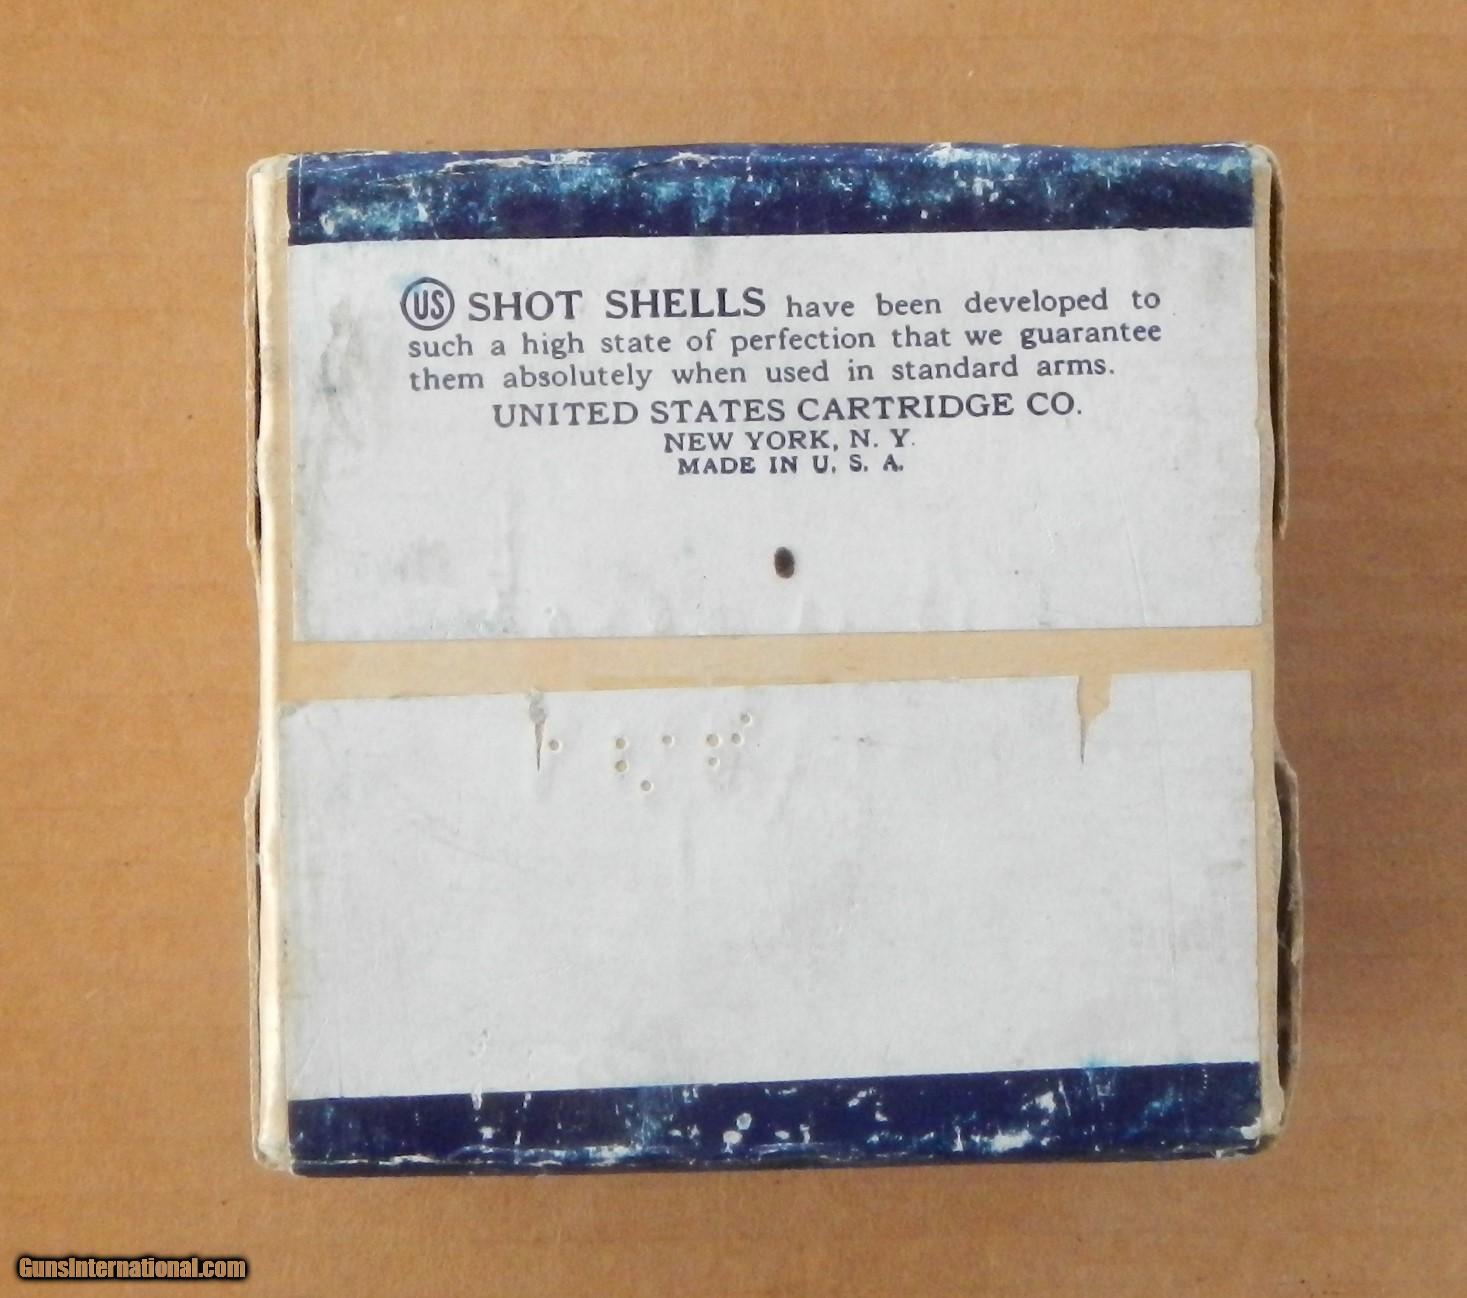 US SHOT SHELLS have been developed to
such a high state of perfection that we guarantee
them absolutely when used in standard arms.
UNITED STATES CARTRIDGE CO.
NEW YORK, N. Y.
MADE IN U. S. A.
GunsInternational.com